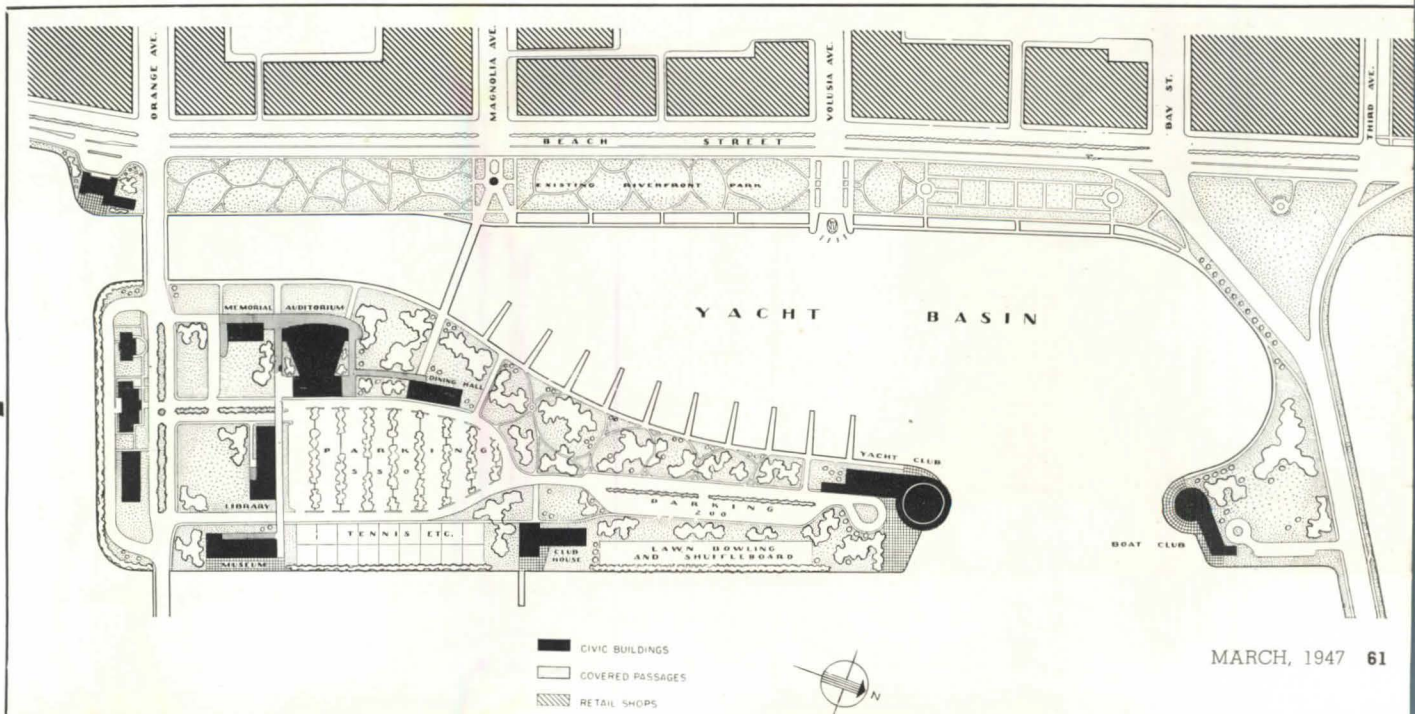 ORANGE AVE.
MAGNOLIA AVE.
VOLUSIA AVE.
BAY ST.
THIRD AVE.
BEACH STREET
EXISTING RIVERFRONT PARK
YACHT BASIN
MEMORIAL
AUDITORIUM
DINING HALL
PARKING
550
YACHT CLUB
PARKING
200
LIBRARY
TENNIS ETC.
CLUB
HOUSE
LAWN BOWLING
AND SHUFFLEBOARD
MUSEUM
BOAT CLUB
CIVIC BUILDINGS
COVERED PASSAGES
RETAIL SHOPS
N
MARCH, 1947 61